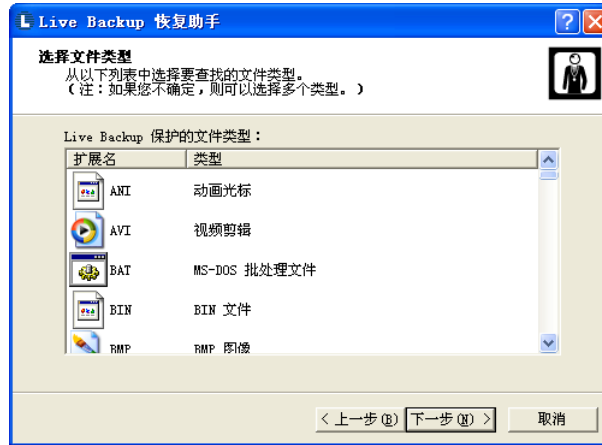 Live Backup 恢复助手
选择文件类型
从以下列表中选择要查找的文件类型。
(注：如果您不确定，则可以选择多个类型。)
Live Backup 保护的文件类型：
扩展名 类型
ANI 动画光标
AVI 视频剪辑
BAT MS-DOS 批处理文件
BIN BIN 文件
BMP BMP 图像
< 上一步(B) 下一步(N) > 取消